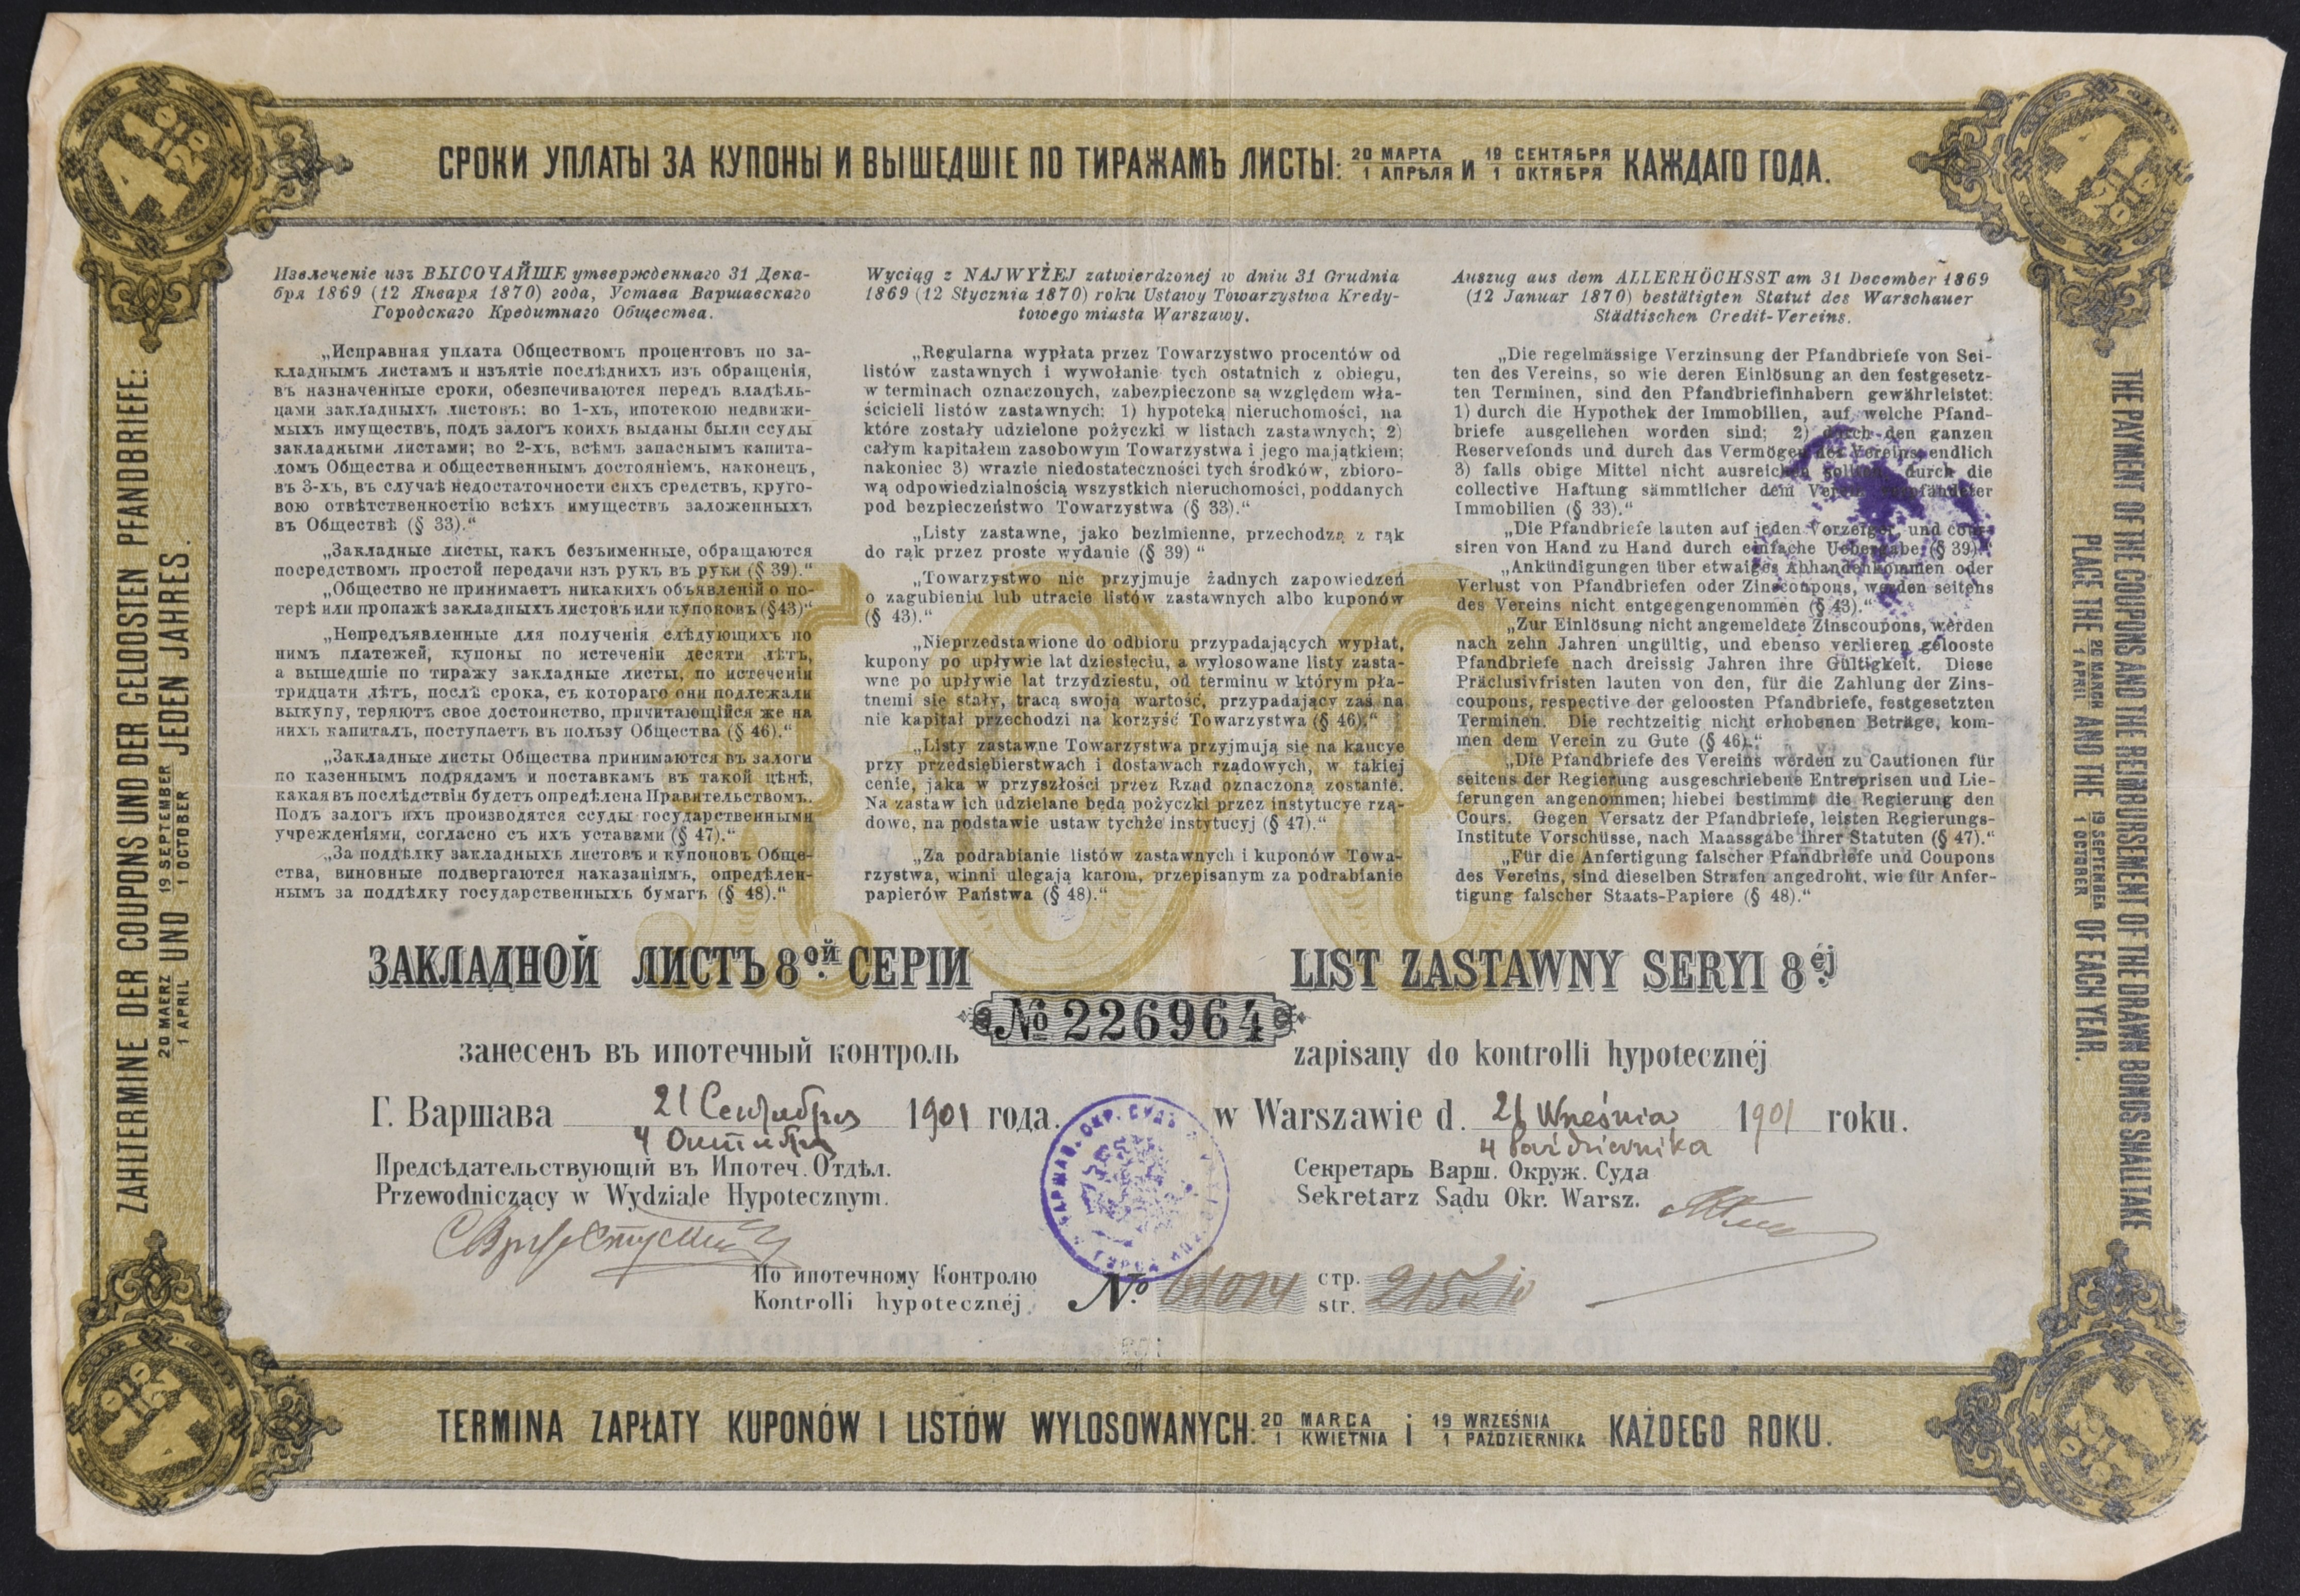 СРОКИ УПЛАТЫ ЗА КУПОНЫ И ВЫШЕДШІЕ ПО ТИРАЖАМЪ ЛИСТЫ: 20 МАРТА / 1 АПРѢЛЯ И 19 СЕНТЯБРЯ / 1 ОКТЯБРЯ КАЖДАГО ГОДА.
ZAHLTERMINE DER COUPONS UND DER GELOOSTEN PFANDBRIEFE:
20 MAERZ / 1 APRIL UND 19 SEPTEMBER / 1 OCTOBER JEDEN JAHRES.
Извлеченіе изъ ВЫСОЧАЙШЕ утвержденнаго 31 Дека-
бря 1869 (12 Января 1870) года, Устава Варшавскаго
Городскаго Кредитнаго Общества.
„Исправная уплата Обществомъ процентовъ по за-
кладнымъ листамъ и изъятіе послѣднихъ изъ обращенія,
въ назначенные сроки, обезпечиваются передъ владѣль-
цами закладныхъ листовъ: во 1-хъ, ипотекою недвижи-
мыхъ имуществъ, подъ залогъ коихъ выданы были ссуды
закладными листами; во 2-хъ, всѣмъ запаснымъ капита-
ломъ Общества и общественнымъ достояніемъ, наконецъ,
въ 3-хъ, въ случаѣ недостаточности сихъ средствъ, круго-
вою отвѣтственностію всѣхъ имуществъ заложенныхъ
въ Обществѣ (§ 33).“
„Закладные листы, какъ безъименные, обращаются
посредствомъ простой передачи изъ рукъ въ руки (§ 39).“
„Общество не принимаетъ никакихъ объявленій о по-
терѣ или пропажѣ закладныхъ листовъ или купоновъ (§ 43)“
„Непредъявленные для полученія слѣдующихъ по
нимъ платежей, купоны по истеченіи десяти лѣтъ,
а вышедшіе по тиражу закладные листы, по истеченіи
тридцати лѣтъ, послѣ срока, съ котораго они подлежали
выкупу, теряютъ свое достоинство, причитающійся же на
нихъ капиталъ, поступаетъ въ пользу Общества (§ 46).“
„Закладные листы Общества принимаются въ залоги
по казеннымъ подрядамъ и поставкамъ въ такой цѣнѣ,
какая въ послѣдствіи будетъ опредѣлена Правительствомъ.
Подъ залогъ ихъ производятся ссуды государственными
учрежденіями, согласно съ ихъ уставами (§ 47).“
„За поддѣлку закладныхъ листовъ и купоновъ Обще-
ства, виновные подвергаются наказаніямъ, опредѣлен-
нымъ за поддѣлку государственныхъ бумагъ (§ 48).“
Wyciąg z NAJWYŻEJ zatwierdzonej w dniu 31 Grudnia
1869 (12 Stycznia 1870) roku Ustawy Towarzystwa Kredy-
towego miasta Warszawy.
„Regularna wypłata przez Towarzystwo procentów od
listów zastawnych i wywołanie tych ostatnich z obiegu,
w terminach oznaczonych, zabezpieczone są względem wła-
ścicieli listów zastawnych: 1) hypoteką nieruchomości, na
które zostały udzielone pożyczki w listach zastawnych; 2)
całym kapitałem zasobowym Towarzystwa i jego majątkiem;
nakoniec 3) wrazie niedostateczności tych środków, zbioro-
wą odpowiedzialnością wszystkich nieruchomości, poddanych
pod bezpieczeństwo Towarzystwa (§ 33).“
„Listy zastawne, jako bezimienne, przechodzą z rąk
do rąk przez proste wydanie (§ 39) “
„Towarzystwo nie przyjmuje żadnych zapowiedzeń
o zagubieniu lub utracie listów zastawnych albo kuponów
(§ 43).“
„Nieprzedstawione do odbioru przypadających wypłat,
kupony po upływie lat dziesięciu, a wylosowane listy zasta-
wne po upływie lat trzydziestu, od terminu w którym pła-
tnemi się stały, tracą swoją wartość, przypadający zaś na
nie kapitał przechodzi na korzyść Towarzystwa (§ 46).“
„Listy zastawne Towarzystwa przyjmują się na kaucye
przy przedsiębierstwach i dostawach rządowych, w takiej
cenie, jaka w przyszłości przez Rząd oznaczoną zostanie.
Na zastaw ich udzielane będą pożyczki przez instytucye rzą-
dowe, na podstawie ustaw tychże instytucyj (§ 47).“
„Za podrabianie listów zastawnych i kuponów Towa-
rzystwa, winni ulegają karom, przepisanym za podrabianie
papierów Państwa (§ 48).“
Auszug aus dem ALLERHÖCHSST am 31 December 1869
(12 Januar 1870) bestätigten Statut des Warschauer
Städtischen Credit-Vereins.
„Die regelmässige Verzinsung der Pfandbriefe von Sei-
ten des Vereins, so wie deren Einlösung an den festgesetz-
ten Terminen, sind den Pfandbriefinhabern gewährleistet:
1) durch die Hypothek der Immobilien, auf welche Pfand-
briefe ausgeliehen worden sind; 2) durch den ganzen
Reservefonds und durch das Vermögen des Vereins, endlich
3) falls obige Mittel nicht ausreichen sollten, durch die
collective Haftung sämmtlicher dem Verein verpfändeter
Immobilien (§ 33).“
„Die Pfandbriefe lauten auf jeden Vorzeiger und cour-
siren von Hand zu Hand durch einfache Uebergabe (§ 39).“
„Ankündigungen über etwaiges Abhandenkommen oder
Verlust von Pfandbriefen oder Zinscoupons, werden seitens
des Vereins nicht entgegengenommen (§ 43).“
„Zur Einlösung nicht angemeldete Zinscoupons, werden
nach zehn Jahren ungültig, und ebenso verlieren gelooste
Pfandbriefe nach dreissig Jahren ihre Gültigkeit. Diese
Präclusivfristen lauten von den, für die Zahlung der Zins-
coupons, respective der geloosten Pfandbriefe, festgesetzten
Terminen. Die rechtzeitig nicht erhobenen Beträge, kom-
men dem Verein zu Gute (§ 46).“
„Die Pfandbriefe des Vereins werden zu Cautionen für
seitens der Regierung ausgeschriebene Entreprisen und Lie-
ferungen angenommen; hiebei bestimmt die Regierung den
Cours. Gegen Versatz der Pfandbriefe, leisten Regierungs-
Institute Vorschüsse, nach Maassgabe ihrer Statuten (§ 47).“
„Für die Anfertigung falscher Pfandbriefe und Coupons
des Vereins, sind dieselben Strafen angedroht, wie für Anfer-
tigung falscher Staats-Papiere (§ 48).“
THE PAYMENT OF THE COUPONS AND THE REIMBURSEMENT OF THE DRAWN BONDS SHALL TAKE
PLACE THE 20 MARCH / 1 APRIL AND THE 19 SEPTEMBER / 1 OCTOBER OF EACH YEAR.
100
ЗАКЛАДНОЙ ЛИСТЪ 8ой СЕРІИ
LIST ZASTAWNY SERYI 8éj
№ 226964
занесенъ въ ипотечный контроль
zapisany do kontrolli hypotecznéj
Г. Варшава 21 Сентября 1901 года.
4 Октября
w Warszawie d. 21 Września 1901 roku.
4 Października
Предсѣдательствующій въ Ипотеч. Отдѣл.
Przewodniczący w Wydziale Hypotecznym.
Секретарь Варш. Окруж. Суда
Sekretarz Sądu Okr. Warsz.
По ипотечному Контролю
Kontrolli hypotecznéj
№ 61014
стр.
str. 215
TERMINA ZAPŁATY KUPONÓW I LISTÓW WYLOSOWANYCH: 20 MARCA / 1 KWIETNIA i 19 WRZEŚNIA / 1 PAŹDZIERNIKA KAŻDEGO ROKU.